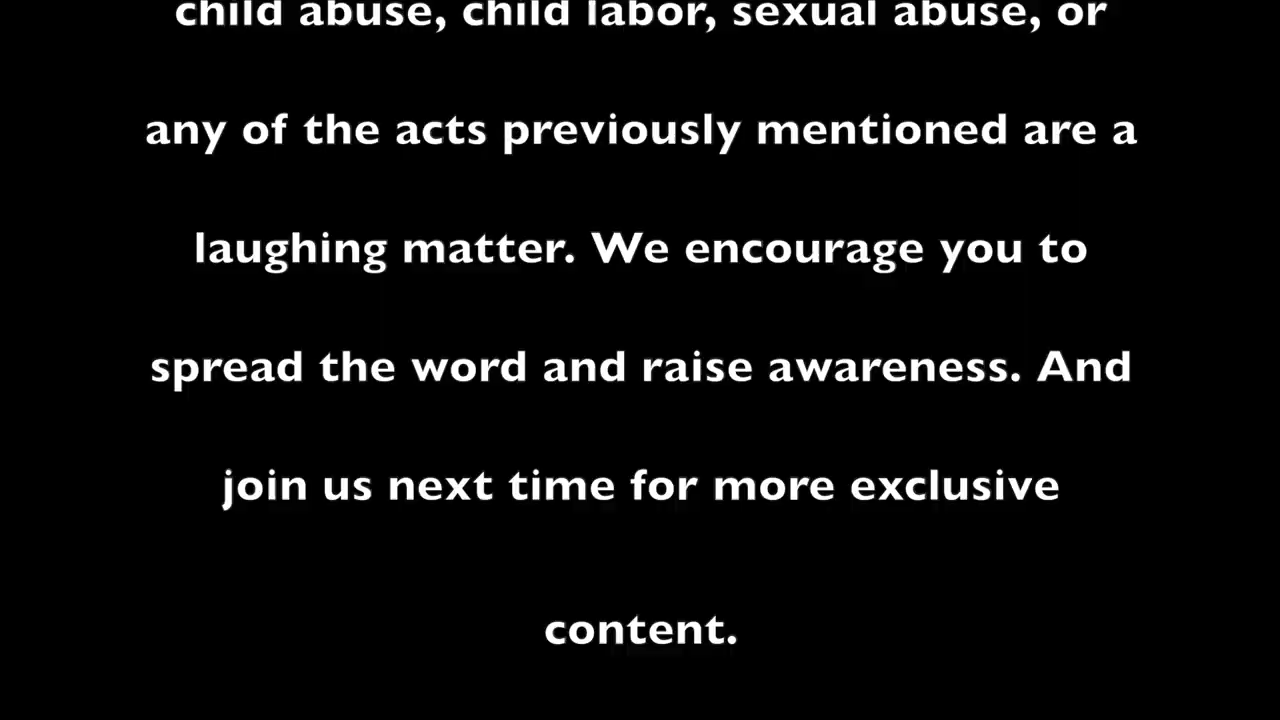 child abuse, child labor, sexual abuse, or
any of the acts previously mentioned are a
laughing matter. We encourage you to
spread the word and raise awareness. And
join us next time for more exclusive
content.